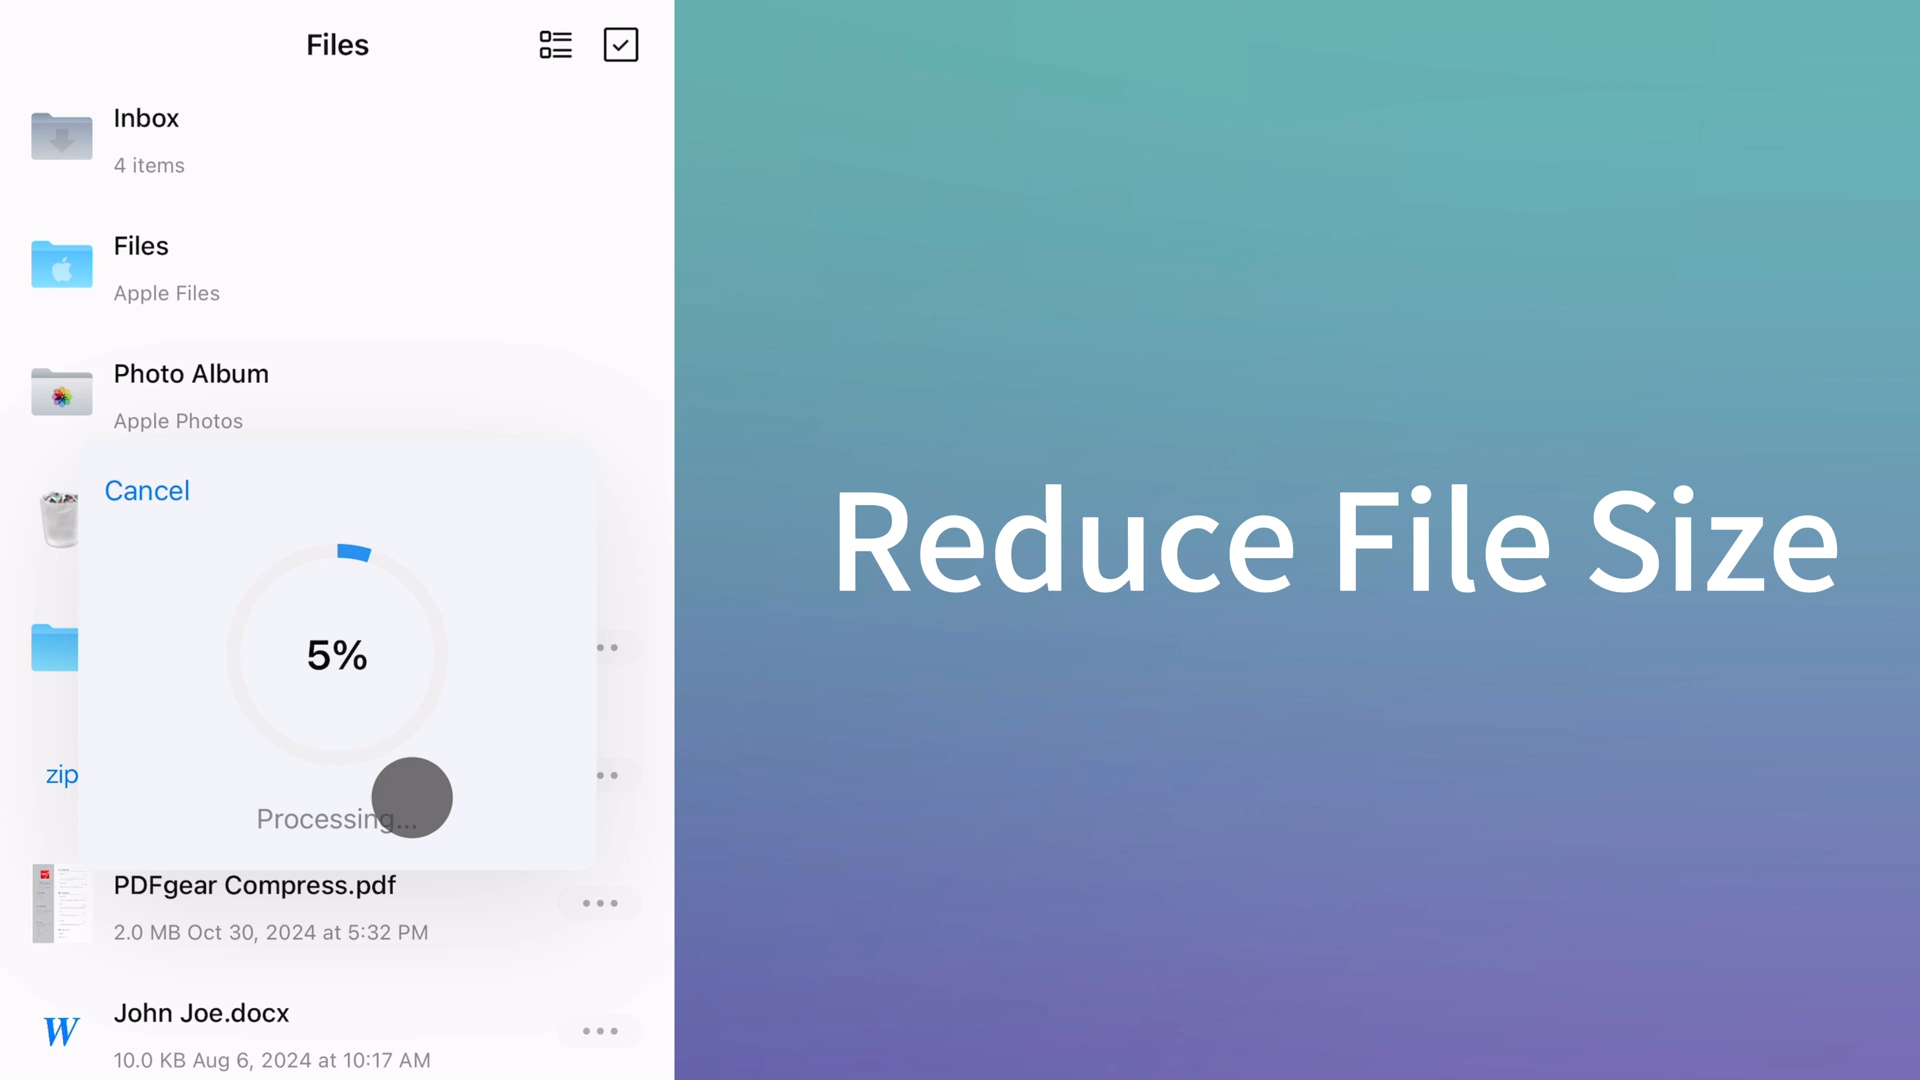 Files
Inbox
4 items
Files
Apple Files
Photo Album
Apple Photos
Cancel
5%
zip
Processing...
PDFgear Compress.pdf
2.0 MB Oct 30, 2024 at 5:32 PM
W
John Joe.docx
10.0 KB Aug 6, 2024 at 10:17 AM
Reduce File Size